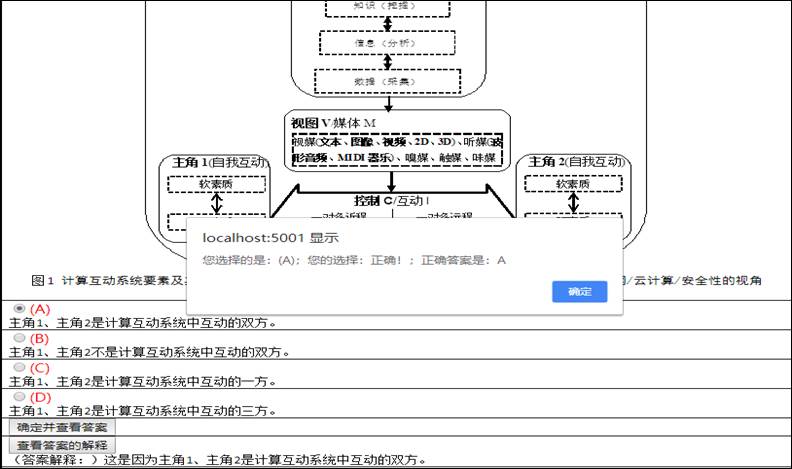 知识（挖掘）
信息（分析）
数据（采集）
视图 V/媒体 M
视媒(文本、图像、视频、2D、3D)、听媒(波
形音频、MIDI 器乐)、嗅媒、触媒、味媒
主角 1(自我互动)
软素质
主角 2(自我互动)
软素质
控制 C/互动 I
一对多近程
一对多远程
localhost:5001 显示
您选择的是：(A)；您的选择：正确！；正确答案是：A
确定
图 1 计算互动系统要素及其
/云计算/安全性的视角
(A)
主角1、主角2是计算互动系统中互动的双方。
(B)
主角1、主角2不是计算互动系统中互动的双方。
(C)
主角1、主角2是计算互动系统中互动的一方。
(D)
主角1、主角2是计算互动系统中互动的三方。
确定并查看答案
查看答案的解释
（答案解释：）这是因为主角1、主角2是计算互动系统中互动的双方。